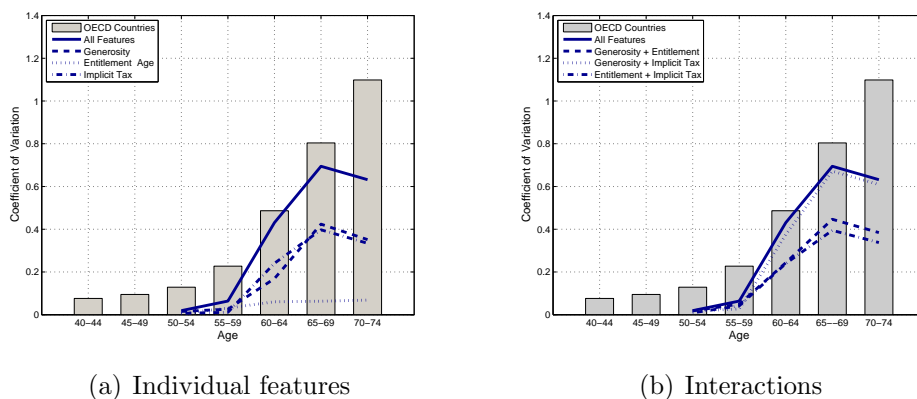 1.4
1.2
1
0.8
0.6
0.4
0.2
0
Coefficient of Variation
OECD Countries
All Features
Generosity
Entitlement Age
Implicit Tax
40−44 45−49 50−54 55−59 60−64 65−69 70−74
Age
(a) Individual features
1.4
1.2
1
0.8
0.6
0.4
0.2
0
Coefficient of Variation
OECD Countries
All Features
Generosity + Entitlement
Generosity + Implicit Tax
Entitlement + Implicit Tax
40−44 45−49 50−54 55−59 60−64 65−−69 70−74
Age
(b) Interactions